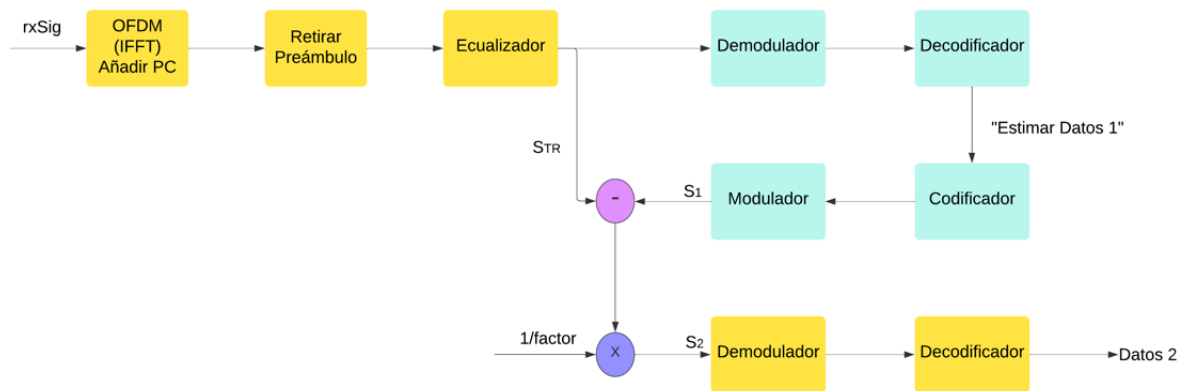 rxSig
OFDM
(IFFT)
Añadir PC
Retirar
Preámbulo
Ecualizador
Demodulador
Decodificador
"Estimar Datos 1"
STR
S1
-
Modulador
Codificador
1/factor
X
S2
Demodulador
Decodificador
Datos 2